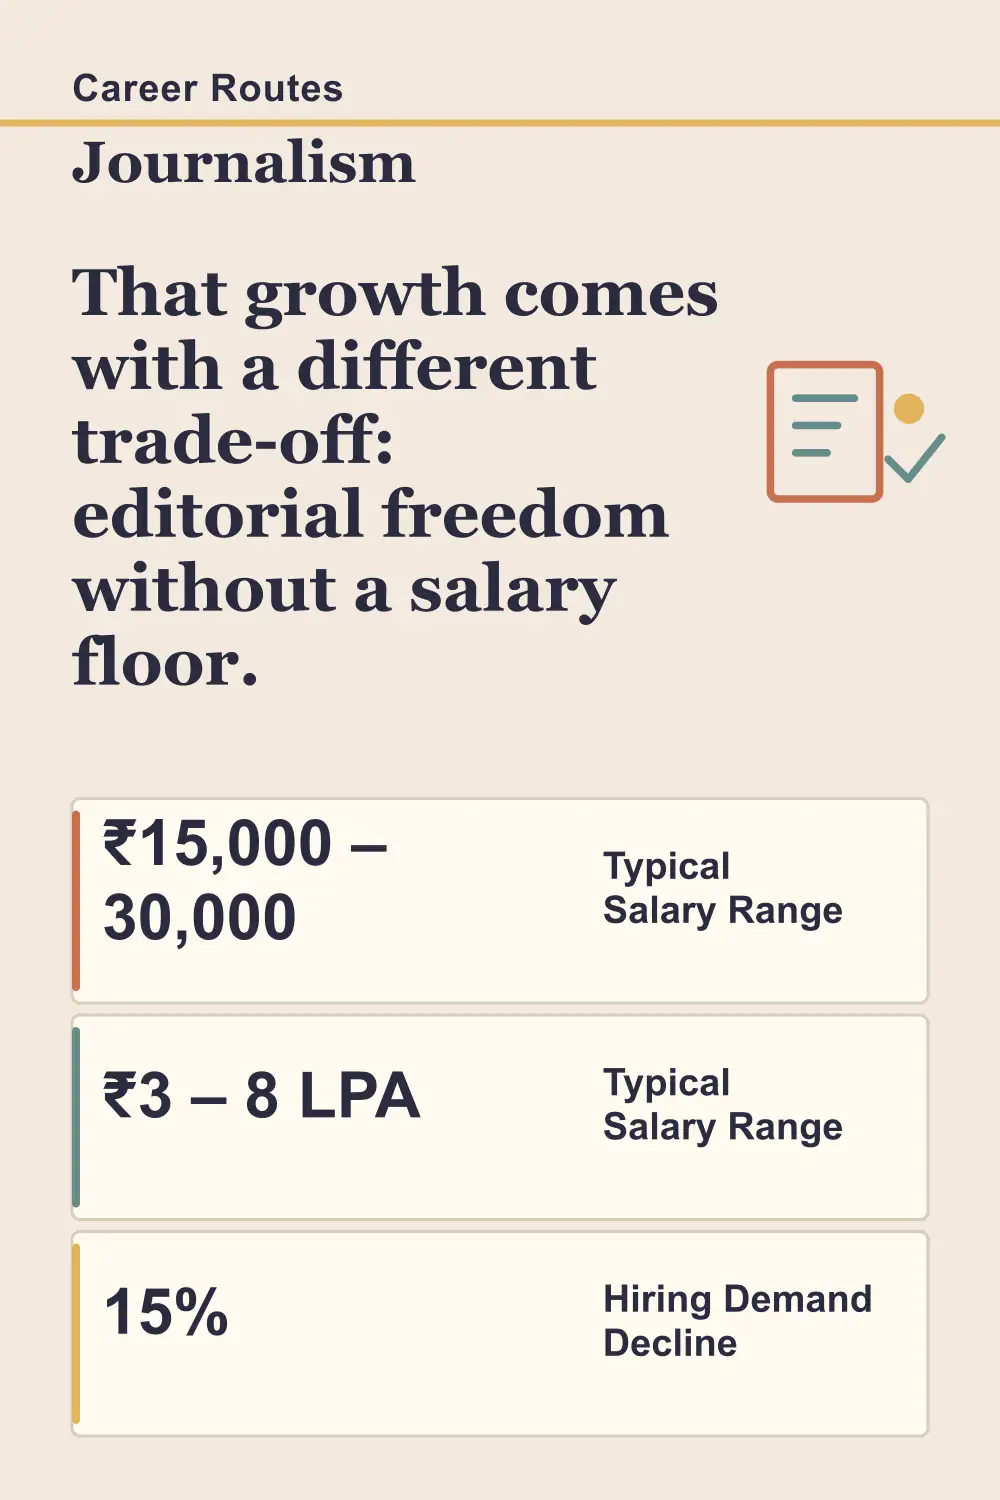 Career Routes
Journalism
That growth comes
with a different
trade-off:
editorial freedom
without a salary
floor.
₹15,000 –
30,000
Typical
Salary Range
₹3 – 8 LPA
Typical
Salary Range
15%
Hiring Demand
Decline